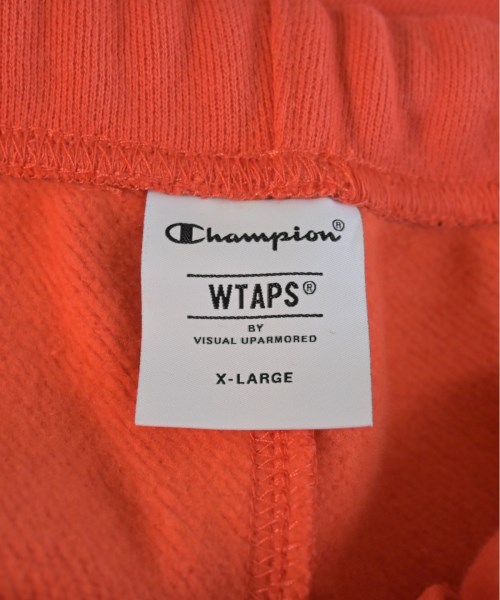 Champion®
WTAPS®
BY
VISUAL UPARMORED
X-LARGE